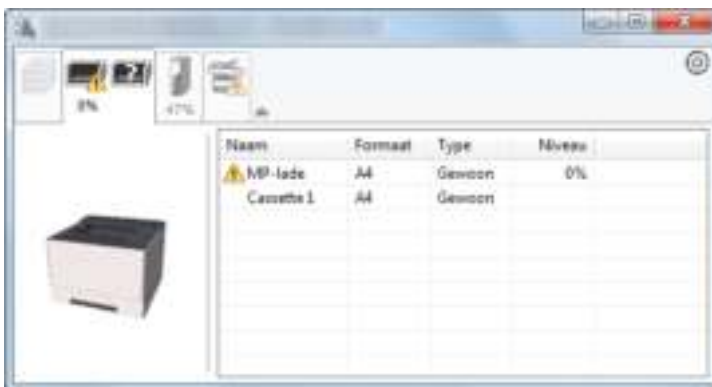 0%
47%
Naam Formaat Type Niveau
MP-lade A4 Gewoon 0%
Cassette 1 A4 Gewoon